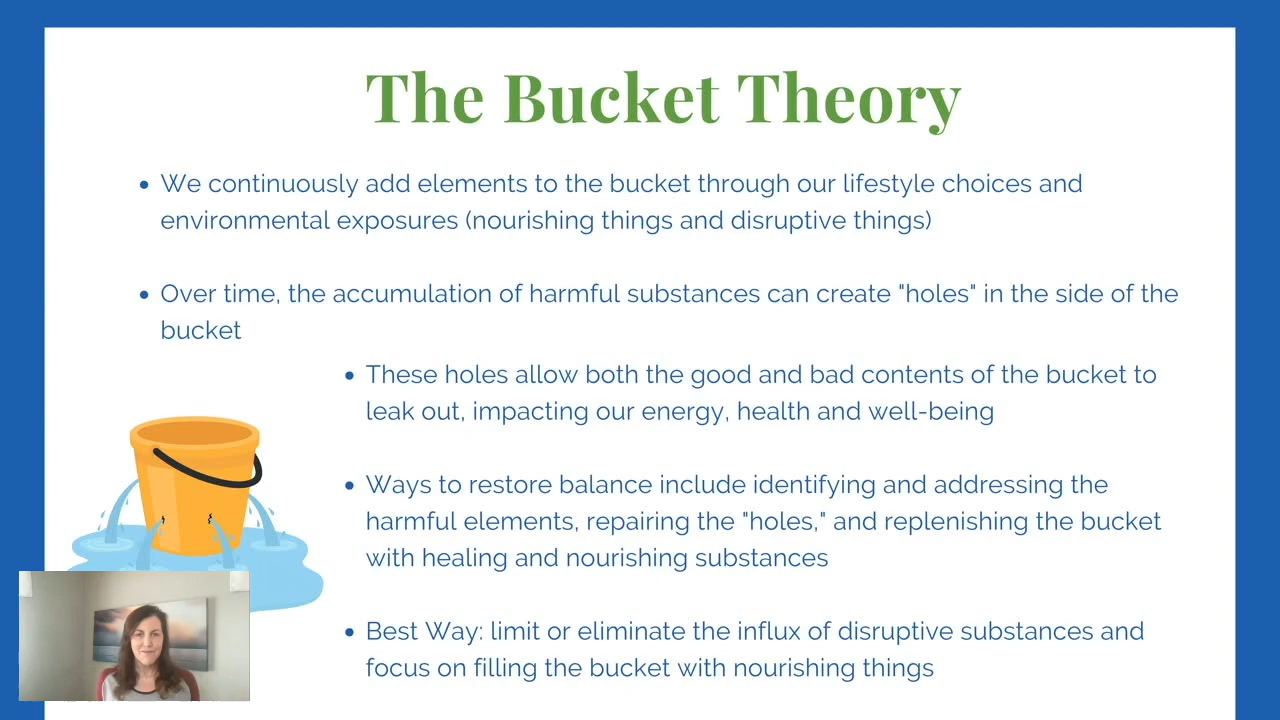 The Bucket Theory
• We continuously add elements to the bucket through our lifestyle choices and
environmental exposures (nourishing things and disruptive things)
• Over time, the accumulation of harmful substances can create "holes" in the side of the
bucket
• These holes allow both the good and bad contents of the bucket to
leak out, impacting our energy, health and well-being
• Ways to restore balance include identifying and addressing the
harmful elements, repairing the "holes," and replenishing the bucket
with healing and nourishing substances
• Best Way: limit or eliminate the influx of disruptive substances and
focus on filling the bucket with nourishing things